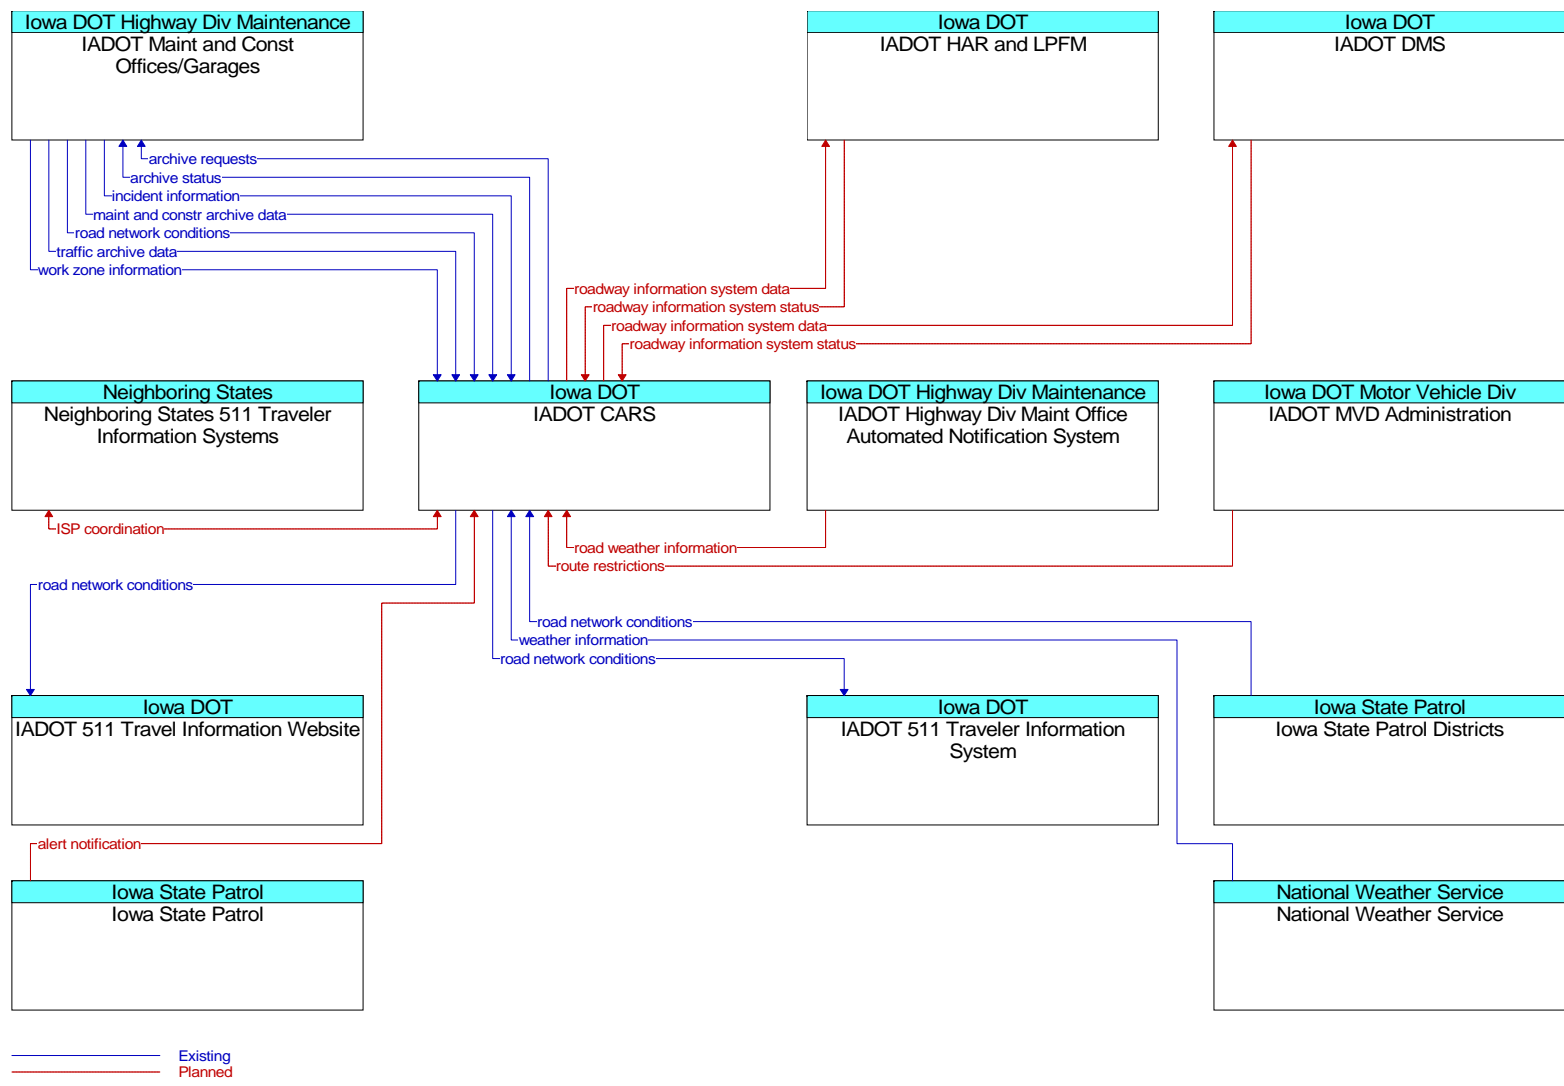 Iowa DOT Highway Div Maintenance
IADOT Maint and Const
Offices/Garages
Iowa DOT
IADOT HAR and LPFM
Iowa DOT
IADOT DMS
archive requests
archive status
incident information
maint and constr archive data
road network conditions
traffic archive data
work zone information
roadway information system data
roadway information system status
roadway information system data
roadway information system status
Neighboring States
Neighboring States 511 Traveler
Information Systems
Iowa DOT
IADOT CARS
Iowa DOT Highway Div Maintenance
IADOT Highway Div Maint Office
Automated Notification System
Iowa DOT Motor Vehicle Div
IADOT MVD Administration
ISP coordination
road weather information
route restrictions
road network conditions
road network conditions
weather information
road network conditions
Iowa DOT
IADOT 511 Travel Information Website
Iowa DOT
IADOT 511 Traveler Information
System
Iowa State Patrol
Iowa State Patrol Districts
alert notification
Iowa State Patrol
Iowa State Patrol
National Weather Service
National Weather Service
Existing
Planned